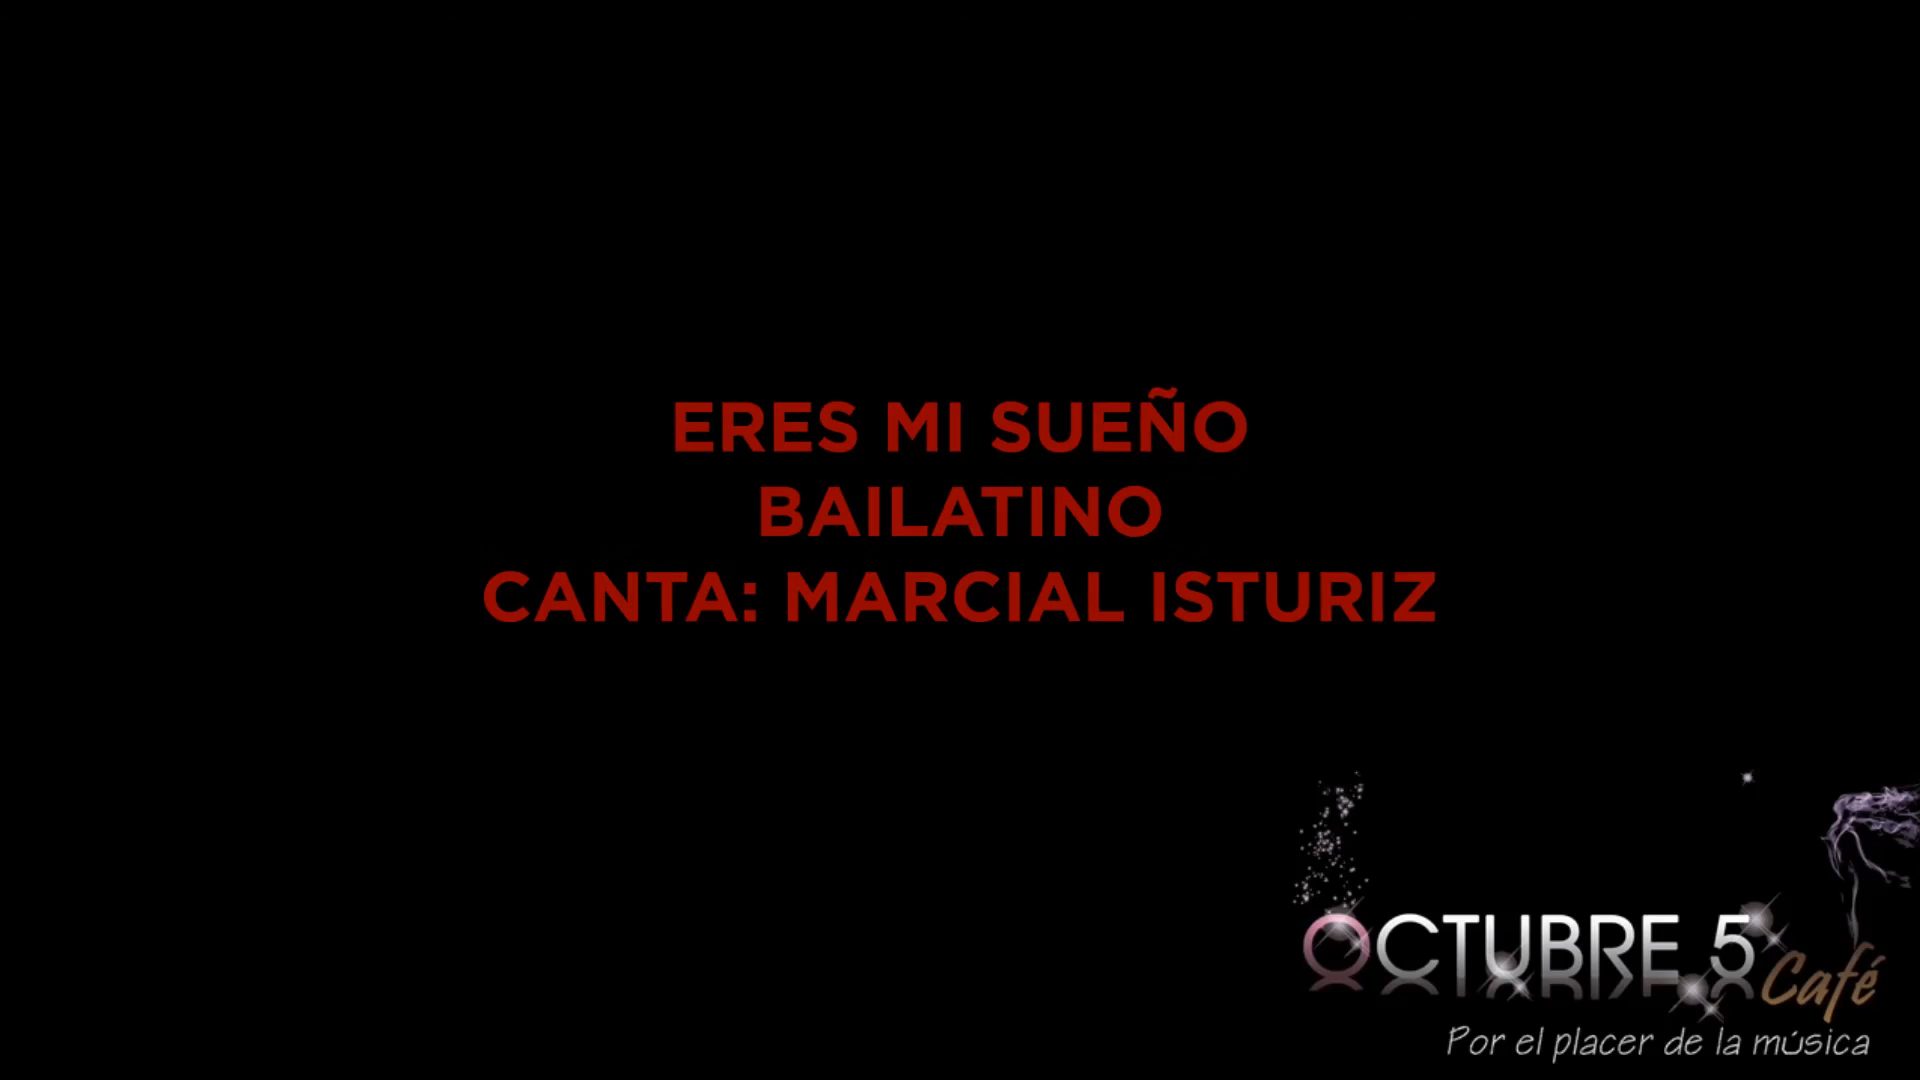 ERES MI SUEÑO
BAILATINO
CANTA: MARCIAL ISTURIZ
OCTUBRE 5
Café
Por el placer de la música